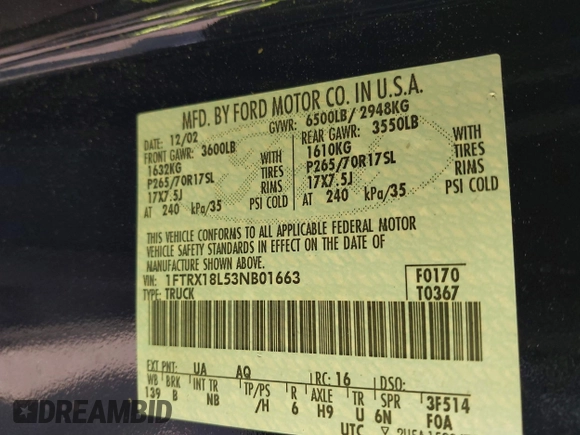 MFD. BY FORD MOTOR CO. IN U.S.A.
DATE: 12/02 GVWR: 6500LB/ 2948KG
FRONT GAWR: 3600LB REAR GAWR: 3550LB
1632KG WITH 1610KG WITH
P265/70R17SL TIRES P265/70R17SL TIRES
17X7.5J RIMS 17X7.5J RIMS
AT 240 kPa/35 PSI COLD AT 240 kPa/35 PSI COLD
THIS VEHICLE CONFORMS TO ALL APPLICABLE FEDERAL MOTOR
VEHICLE SAFETY STANDARDS IN EFFECT ON THE DATE OF
MANUFACTURE SHOWN ABOVE.
VIN: 1FTRX18L53NB01663 F0170
TYPE: TRUCK T0367
EXT PNT: UA AQ RC: 16 DSO:
WB BRK INT TR TP/PS R AXLE TR SPR 3F514
139 B NB /H 6 H9 U 6N F0A
UTC
DREAMBID